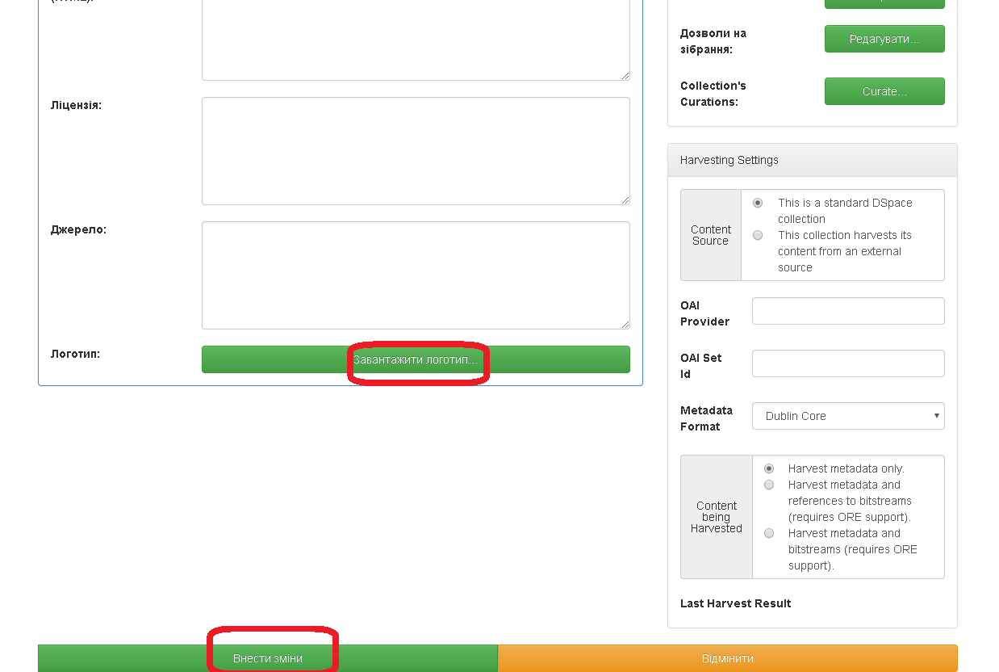 Дозволи на
зібрання:
Редагувати...
Collection's
Curations:
Curate...
Ліцензія:
Джерело:
Логотип:
Завантажити логотип...
Harvesting Settings
Content
Source
This is a standard DSpace
collection
This collection harvests its
content from an external
source
OAI
Provider
OAI Set
Id
Metadata
Format
Dublin Core
Content
being
Harvested
Harvest metadata only.
Harvest metadata and
references to bitstreams
(requires ORE support).
Harvest metadata and
bitstreams (requires ORE
support).
Last Harvest Result
Внести зміни
Відмінити